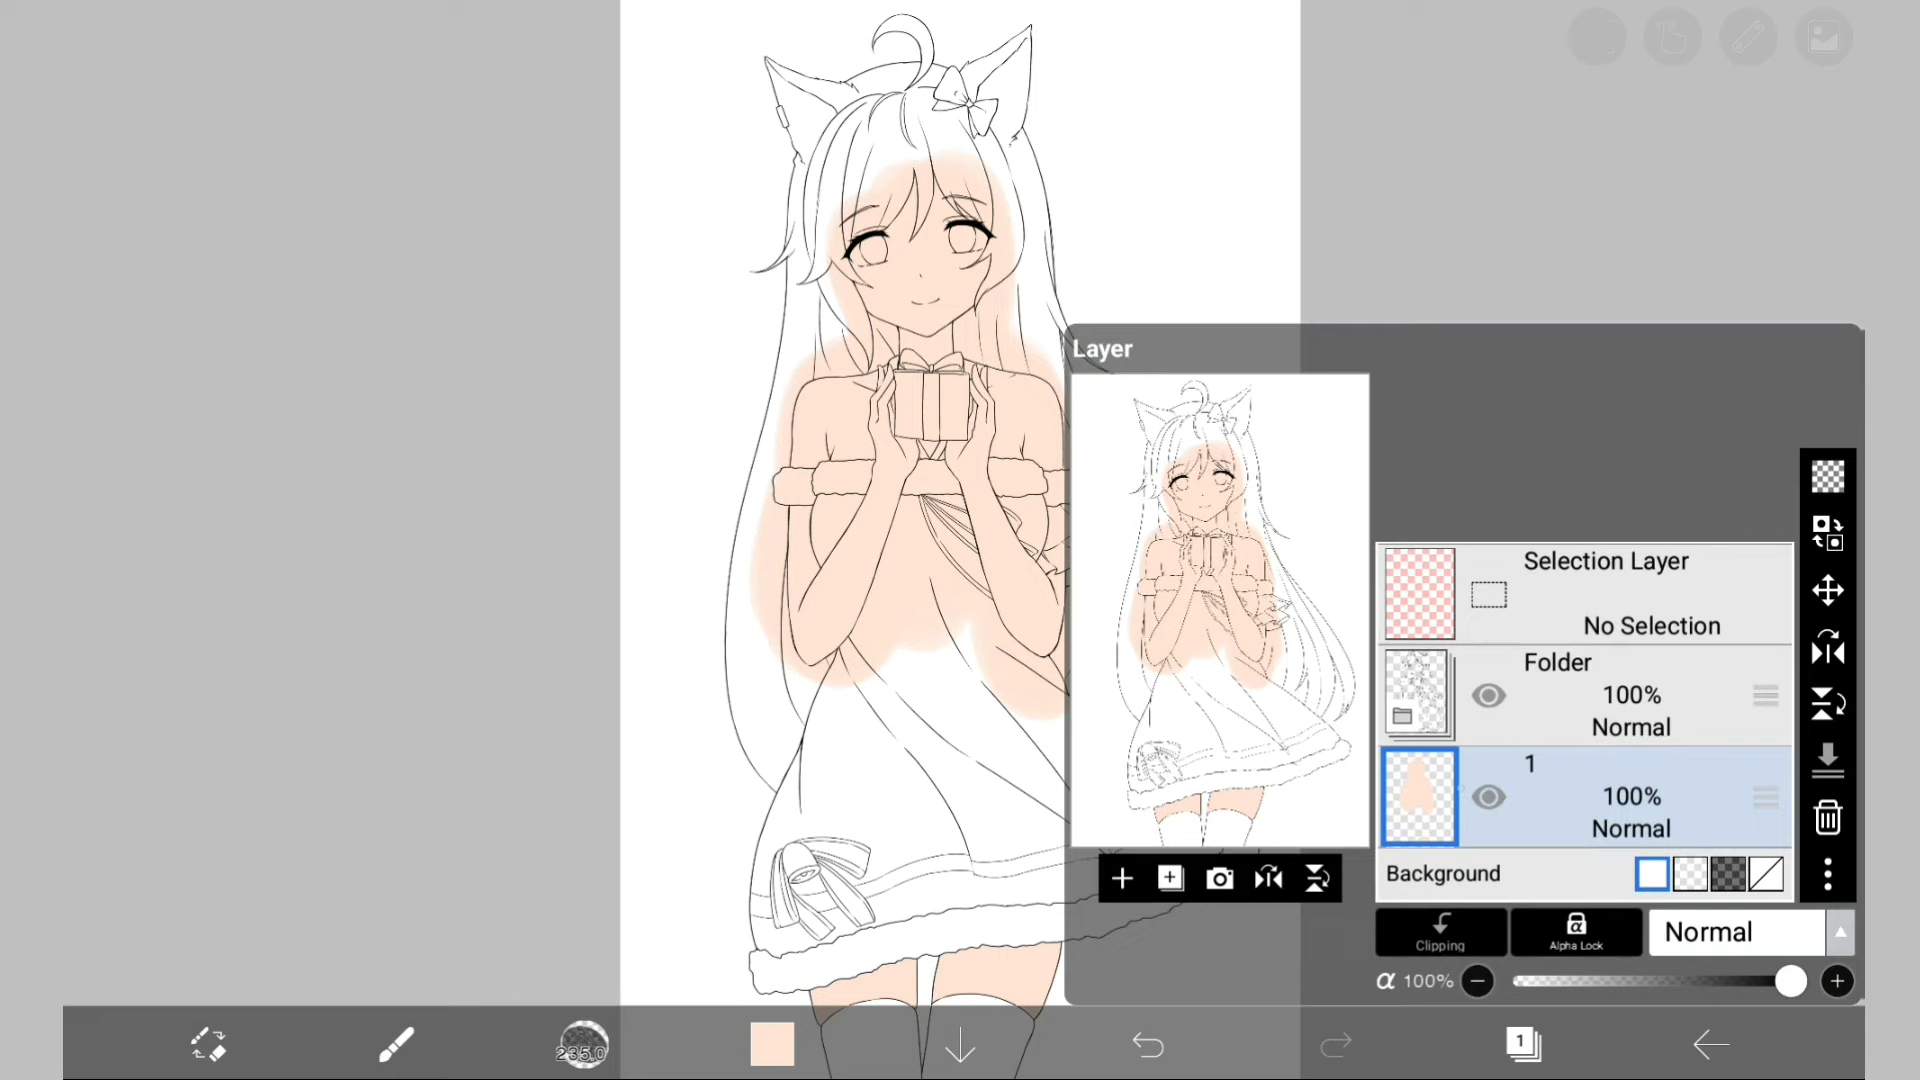 Layer
Selection Layer
No Selection
Folder
100%
Normal
1
100%
Normal
Background
Clipping
α
Alpha Lock
Normal
α 100%
235.0
1